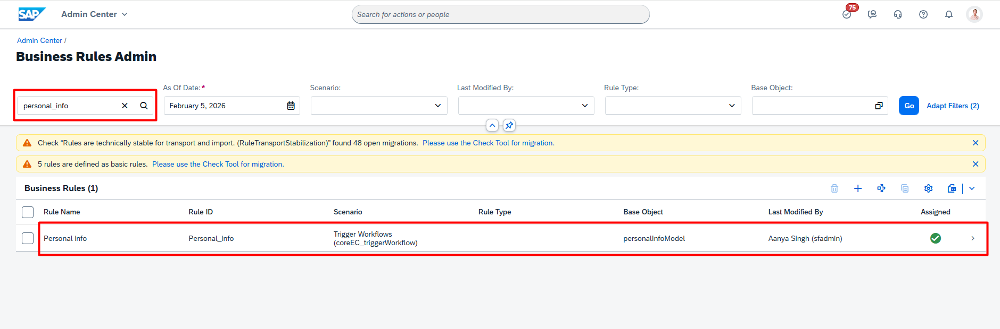 SAP Admin Center
Search for actions or people
75
Admin Center /
Business Rules Admin
As Of Date:* Scenario: Last Modified By: Rule Type: Base Object:
personal_info February 5, 2026 Go Adapt Filters (2)
Check “Rules are technically stable for transport and import. (RuleTransportStabilization)” found 48 open migrations. Please use the Check Tool for migration.
5 rules are defined as basic rules. Please use the Check Tool for migration.
Business Rules (1)
Rule Name Rule ID Scenario Rule Type Base Object Last Modified By Assigned
Personal info Personal_info Trigger Workflows (coreEC_triggerWorkflow) personalInfoModel Aanya Singh (sfadmin)